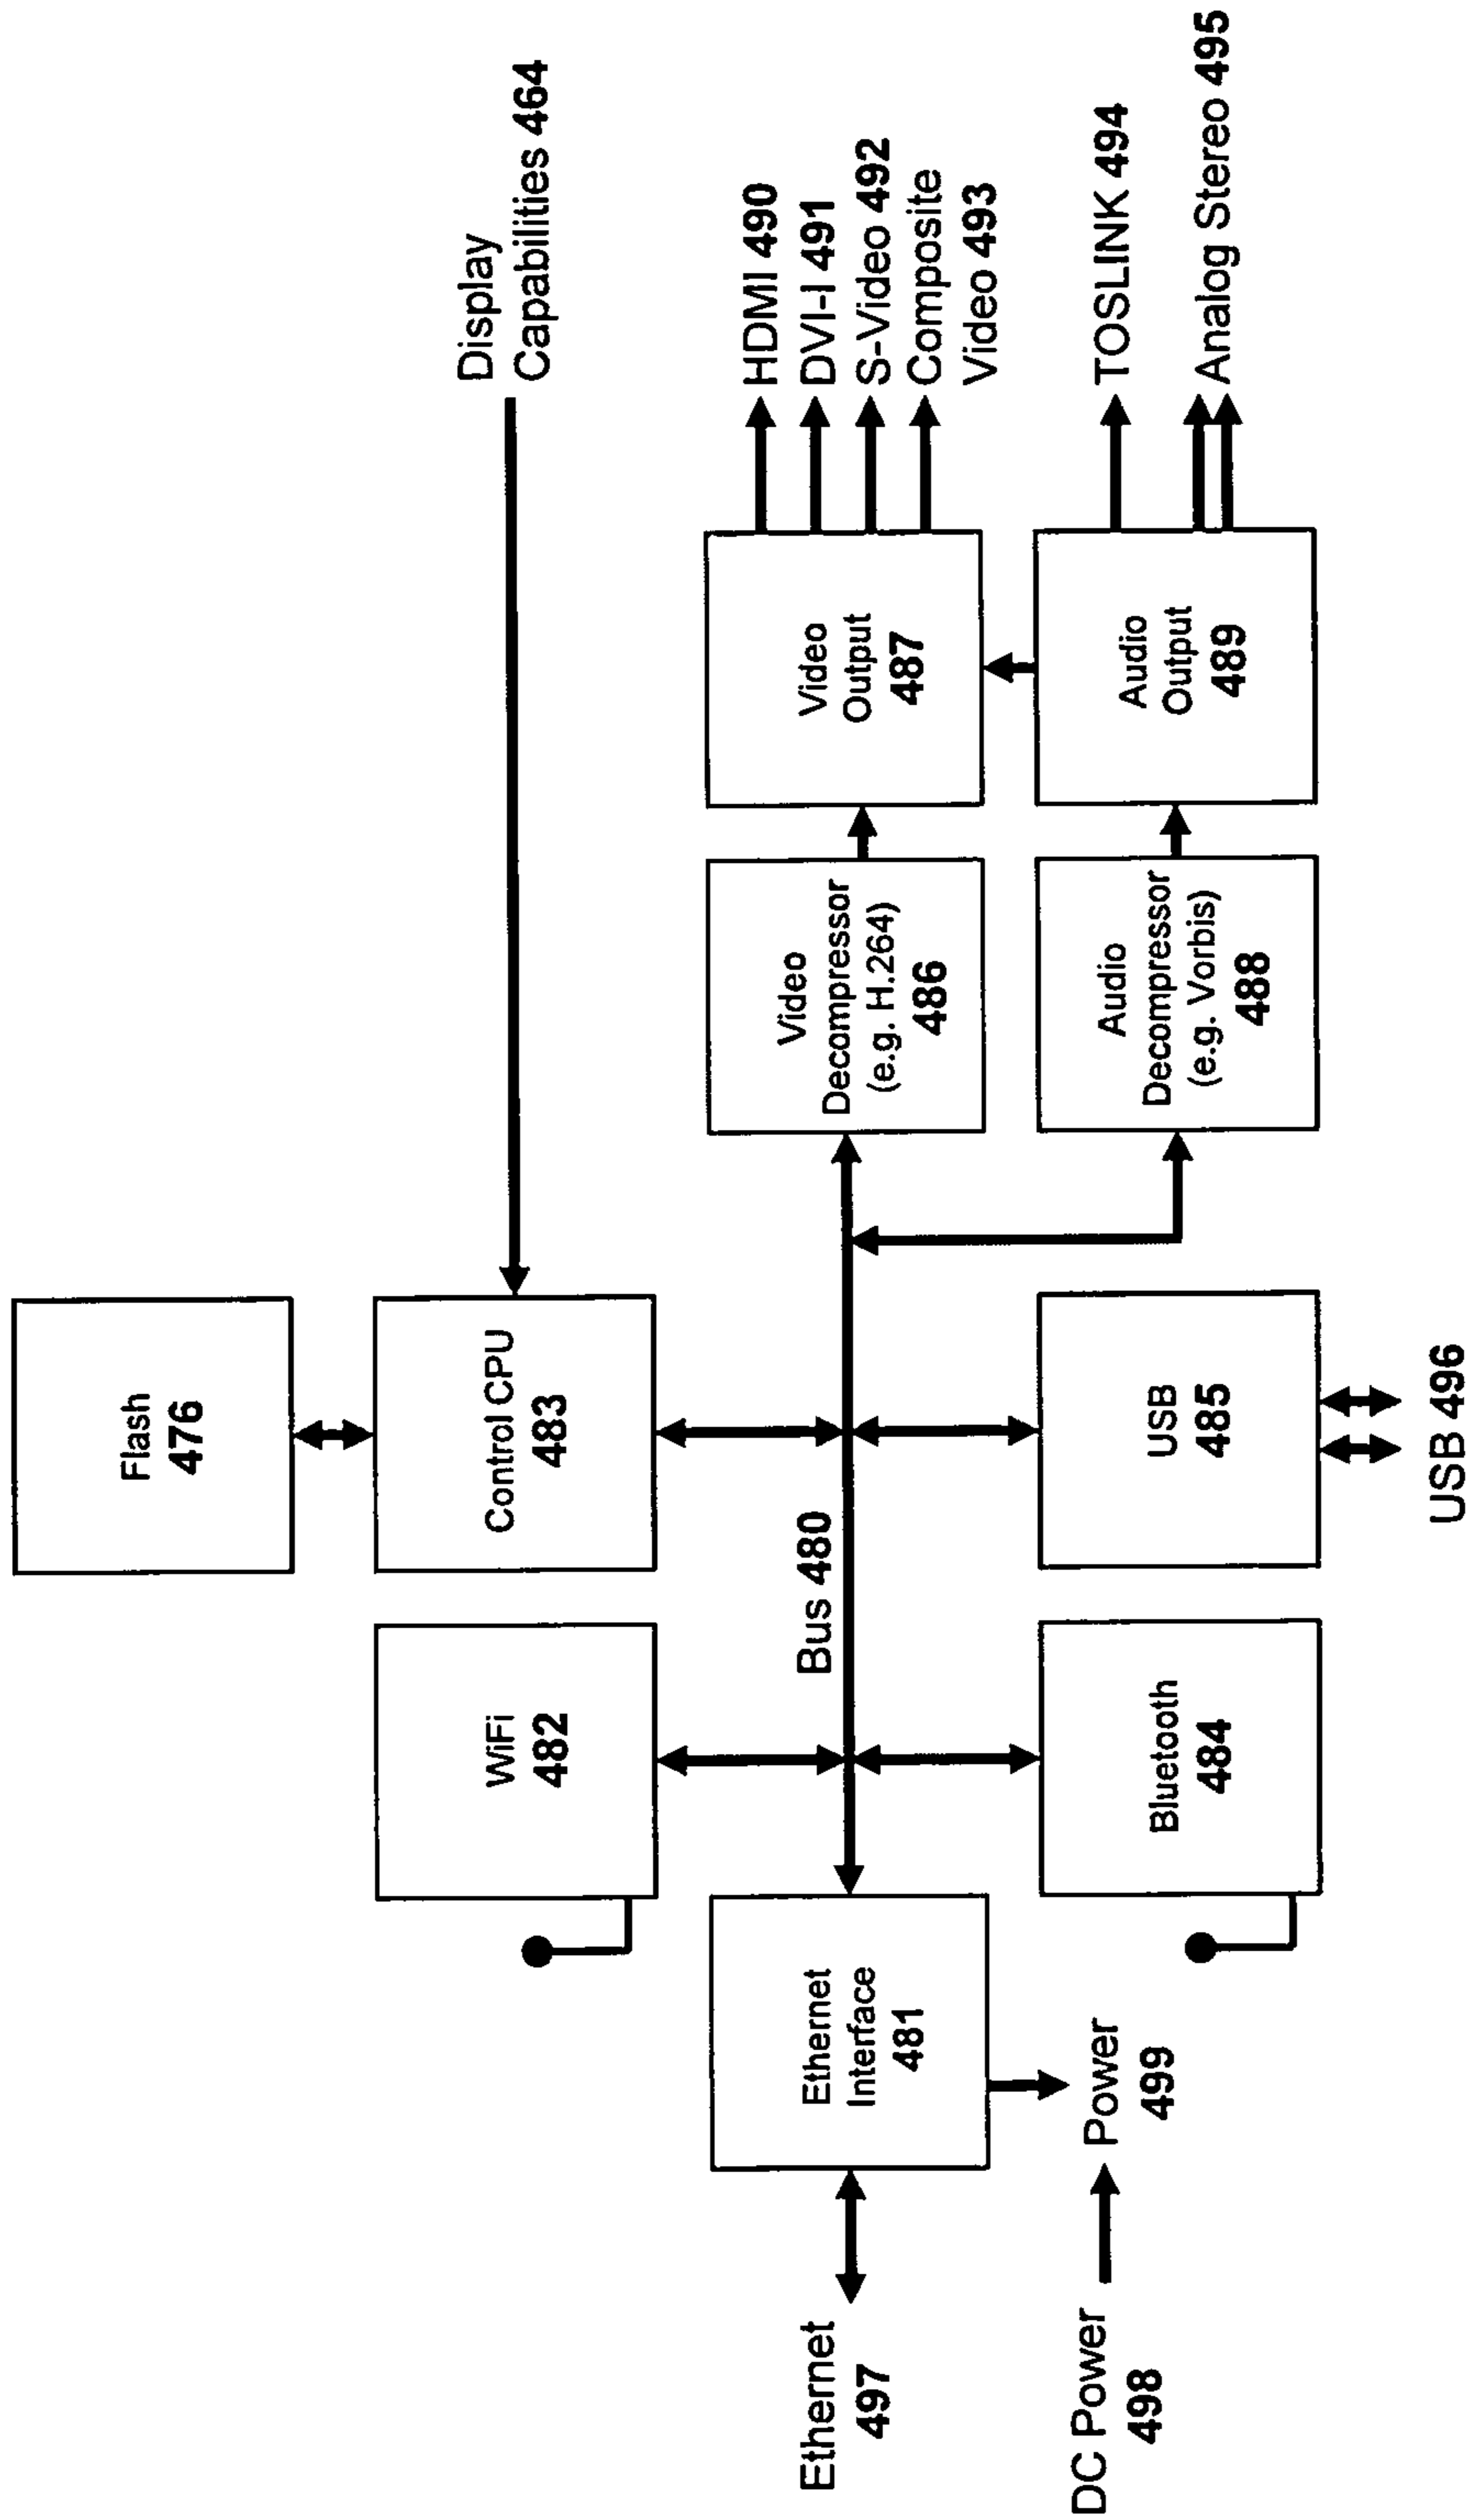 Flash
476
Display
Capabilities 464
WiFi
482
Control CPU
483
Bus 480
Ethernet
497
Ethernet
Interface
481
Video
Decompressor
(e.g. H.264)
486
Video
Output
487
HDMI 490
DVI-I 491
S-Video 492
Composite
Video 493
DC Power
498
Power
499
Bluetooth
484
USB
485
Audio
Decompressor
(e.g. Vorbis)
488
Audio
Output
489
TOSLINK 494
Analog Stereo 495
USB 496